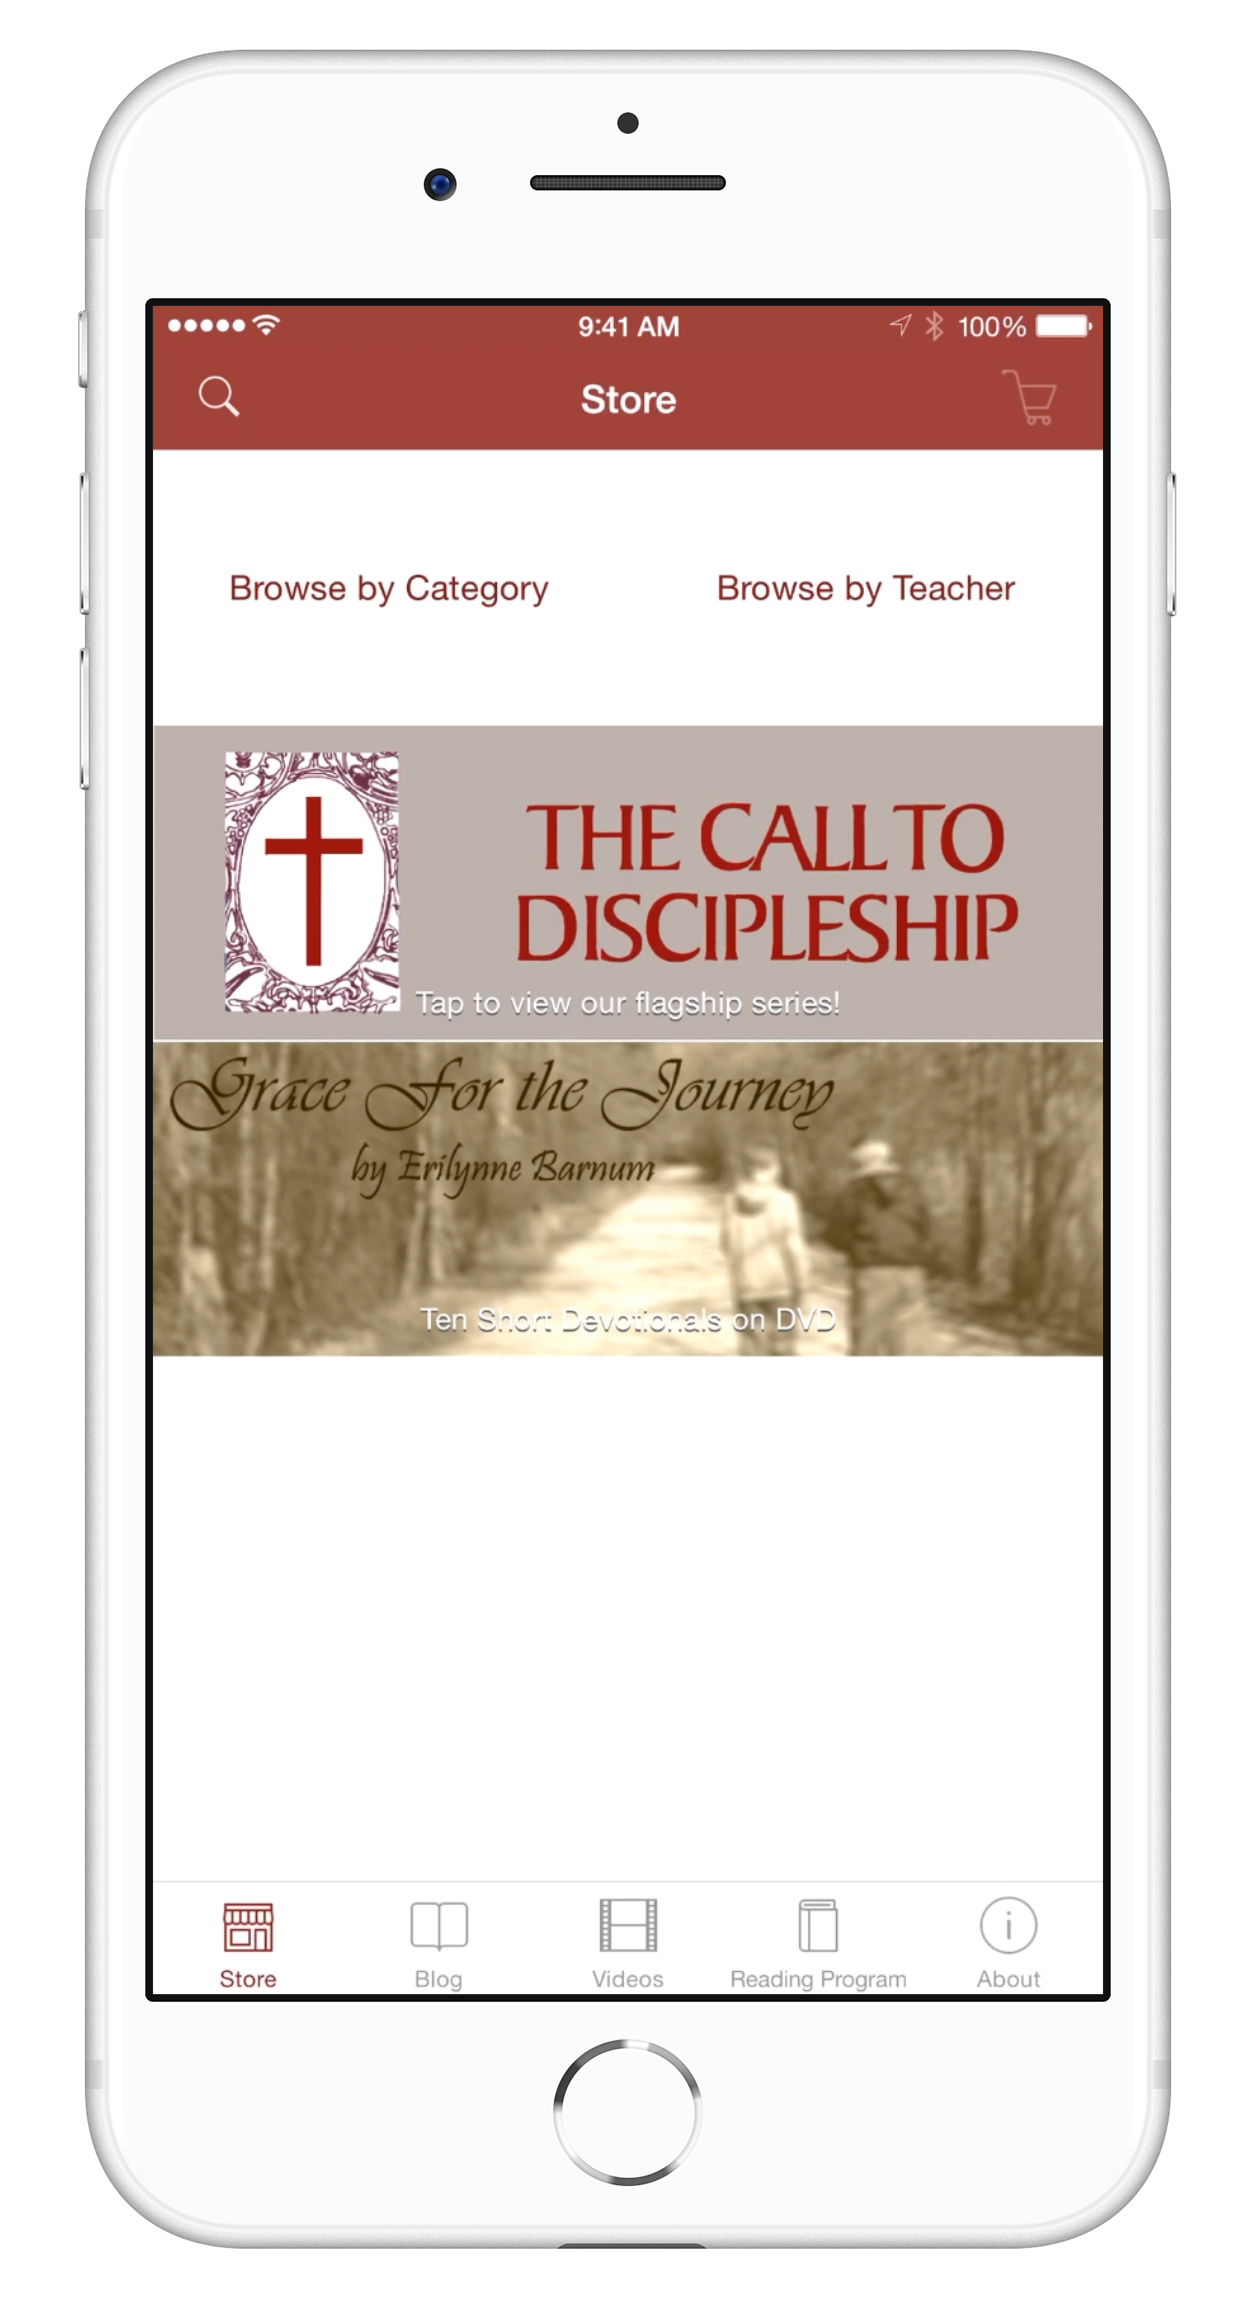 9:41 AM
100%
Store
Browse by Category
Browse by Teacher
THE CALL TO
DISCIPLESHIP
Tap to view our flagship series!
Grace For the Journey
by Erilynne Barnum
Ten Short Devotionals on DVD
Store
Blog
Videos
Reading Program
About